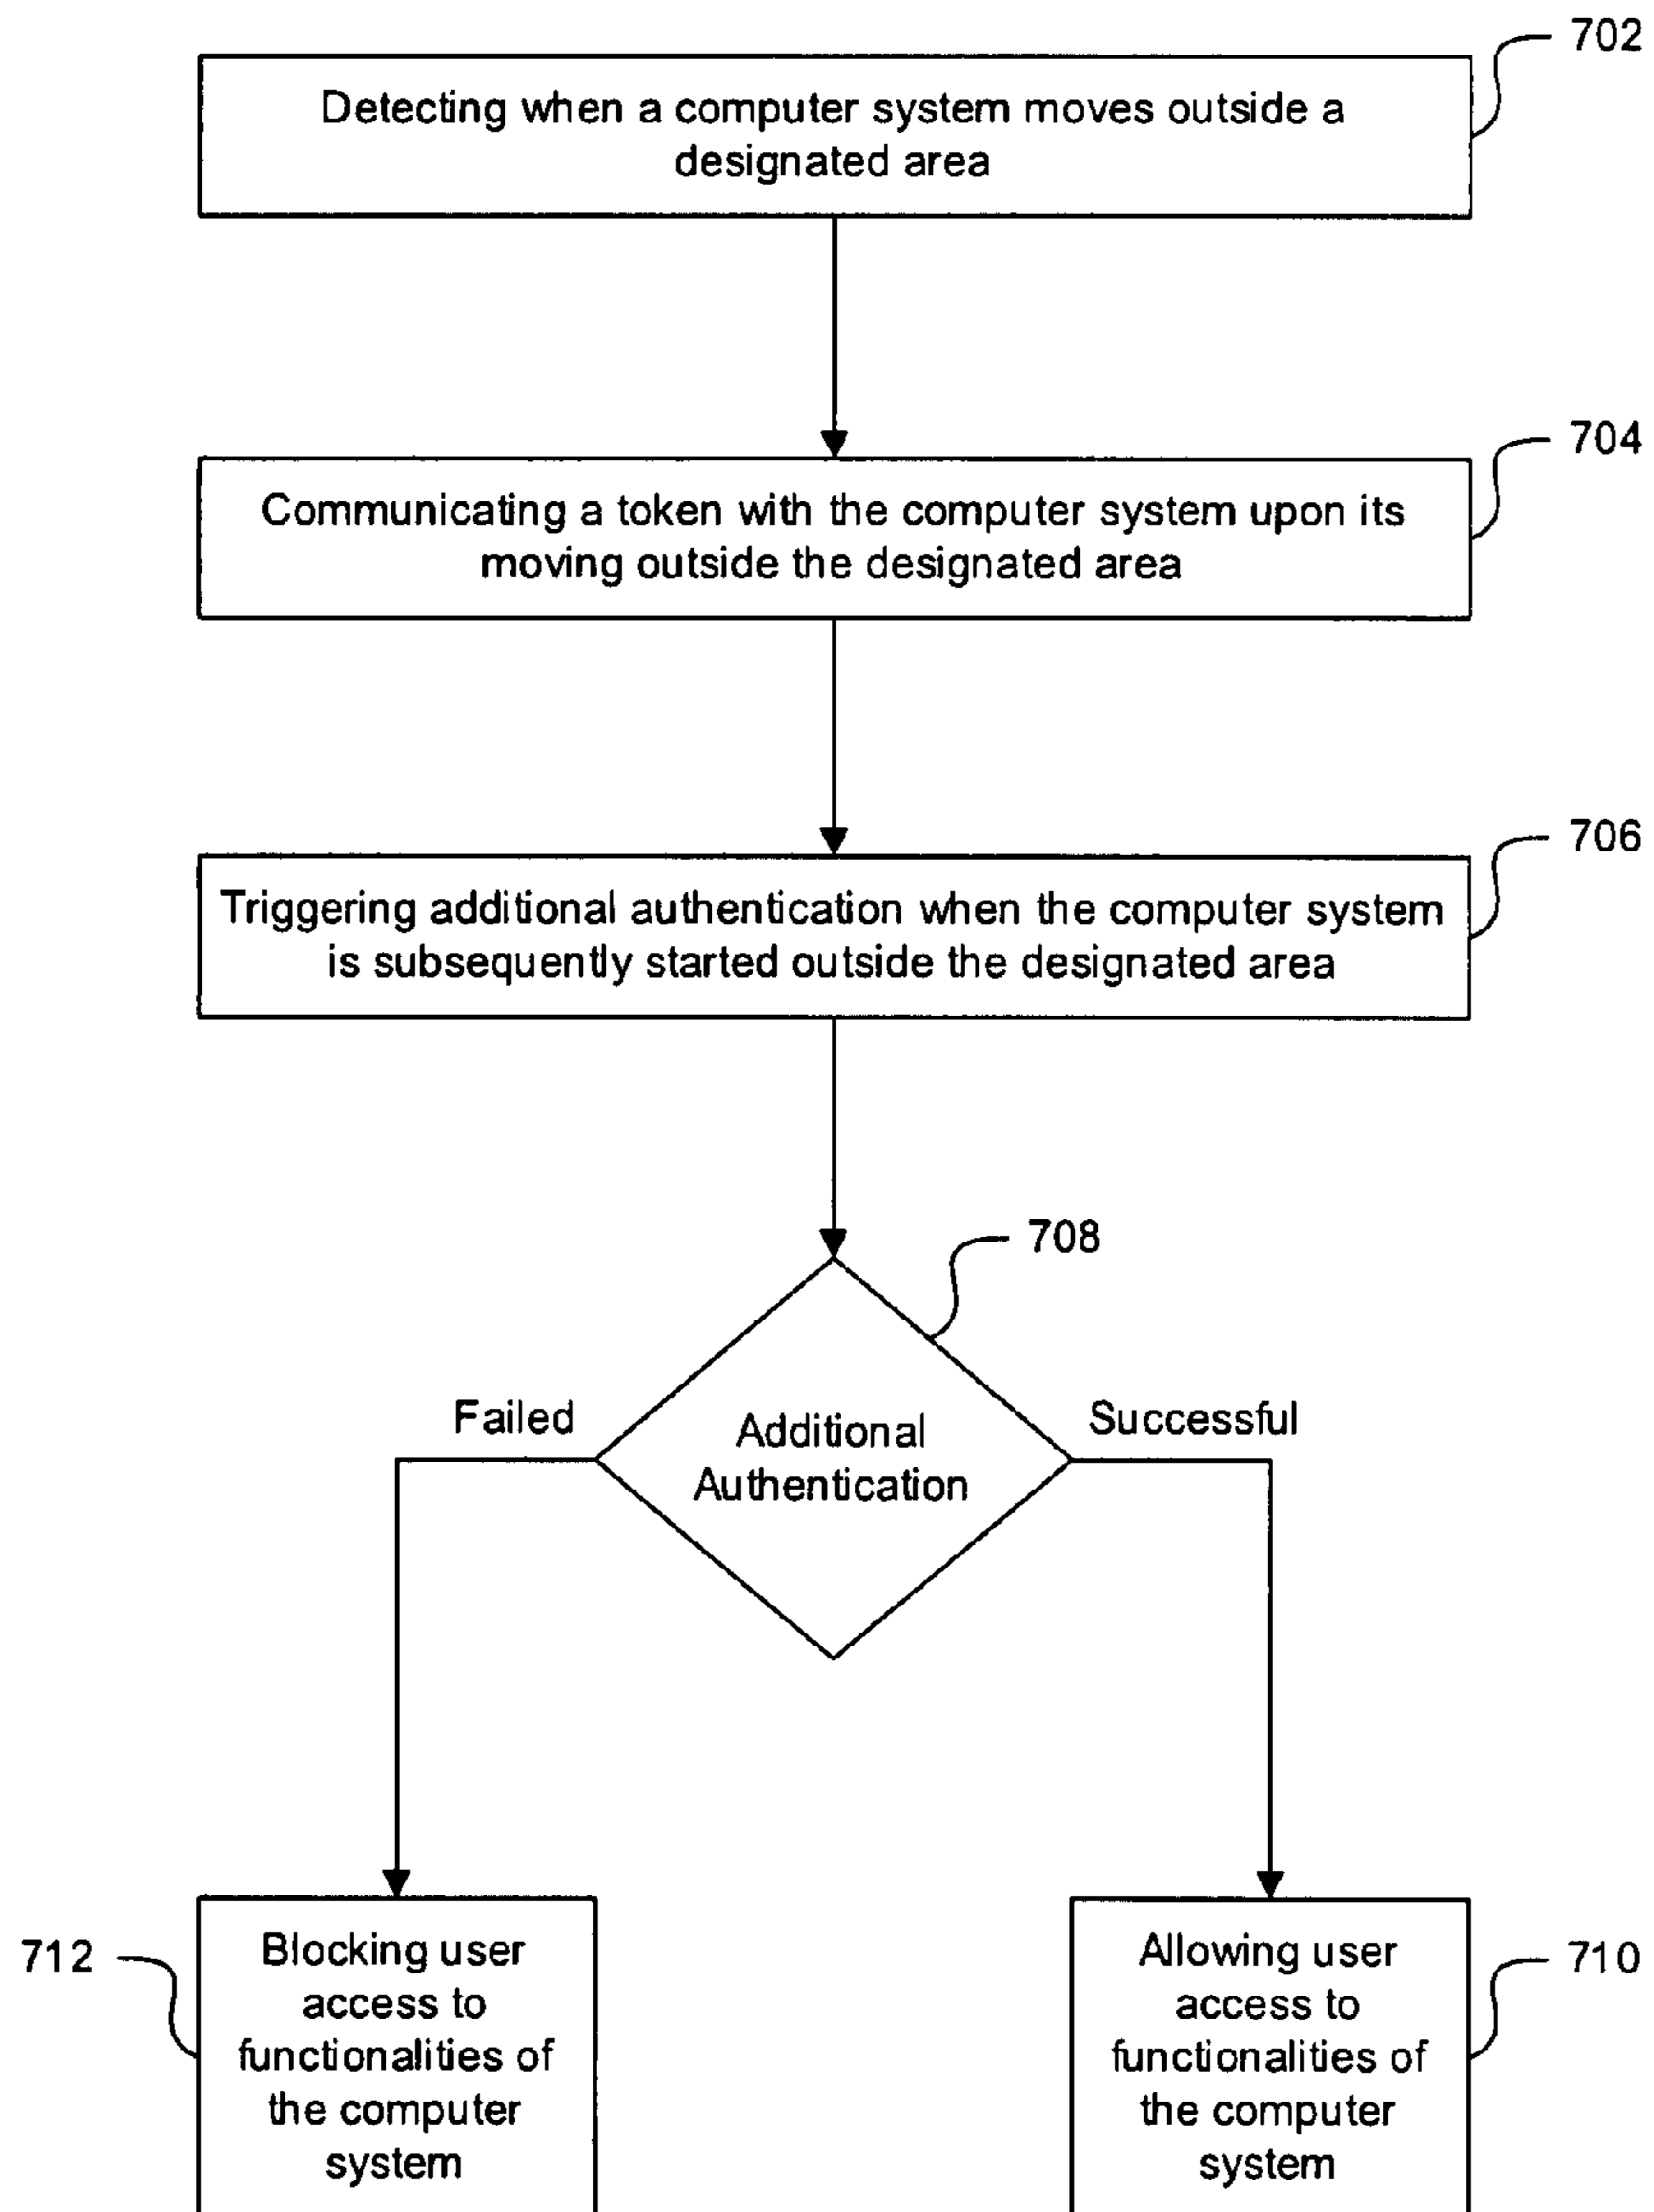 702
Detecting when a computer system moves outside a
designated area
704
Communicating a token with the computer system upon its
moving outside the designated area
706
Triggering additional authentication when the computer system
is subsequently started outside the designated area
708
Failed
Successful
Additional
Authentication
712
Blocking user
access to
functionalities of
the computer
system
Allowing user
access to
functionalities of
the computer
system
710